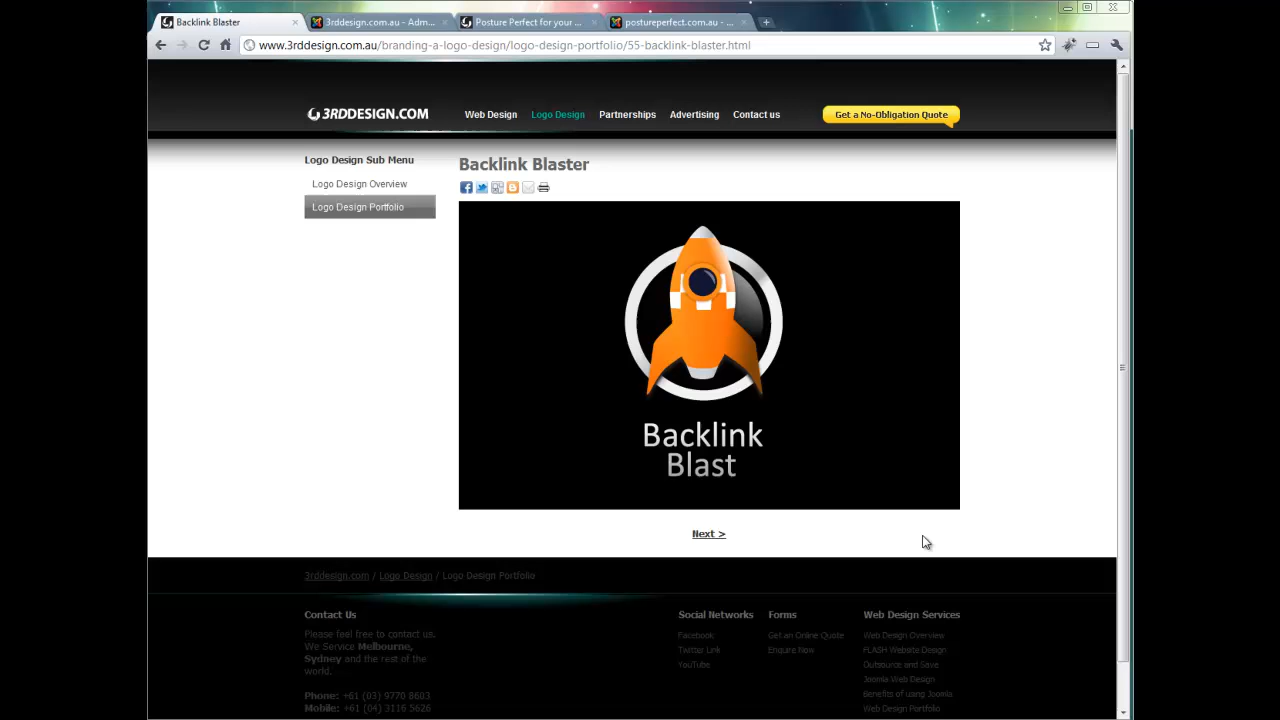 Backlink Blaster
3rddesign.com.au - Adm...
Posture Perfect for your ...
postureperfect.com.au - ...
www.3rddesign.com.au/branding-a-logo-design/logo-design-portfolio/55-backlink-blaster.html
3RDDESIGN.COM
Web Design
Logo Design
Partnerships
Advertising
Contact us
Get a No-Obligation Quote
Logo Design Sub Menu
Logo Design Overview
Logo Design Portfolio
Backlink Blaster
Backlink
Blast
Next >
3rddesign.com / Logo Design / Logo Design Portfolio
Contact Us
Please feel free to contact us.
We Service Melbourne,
Sydney and the rest of the
world.
Phone: +61 (03) 9770 8603
Mobile: +61 (04) 3116 5626
Social Networks
Facebook
Twitter Link
YouTube
Forms
Get an Online Quote
Enquire Now
Web Design Services
Web Design Overview
FLASH Website Design
Outsource and Save
Joomla Web Design
Benefits of using Joomla
Web Design Portfolio